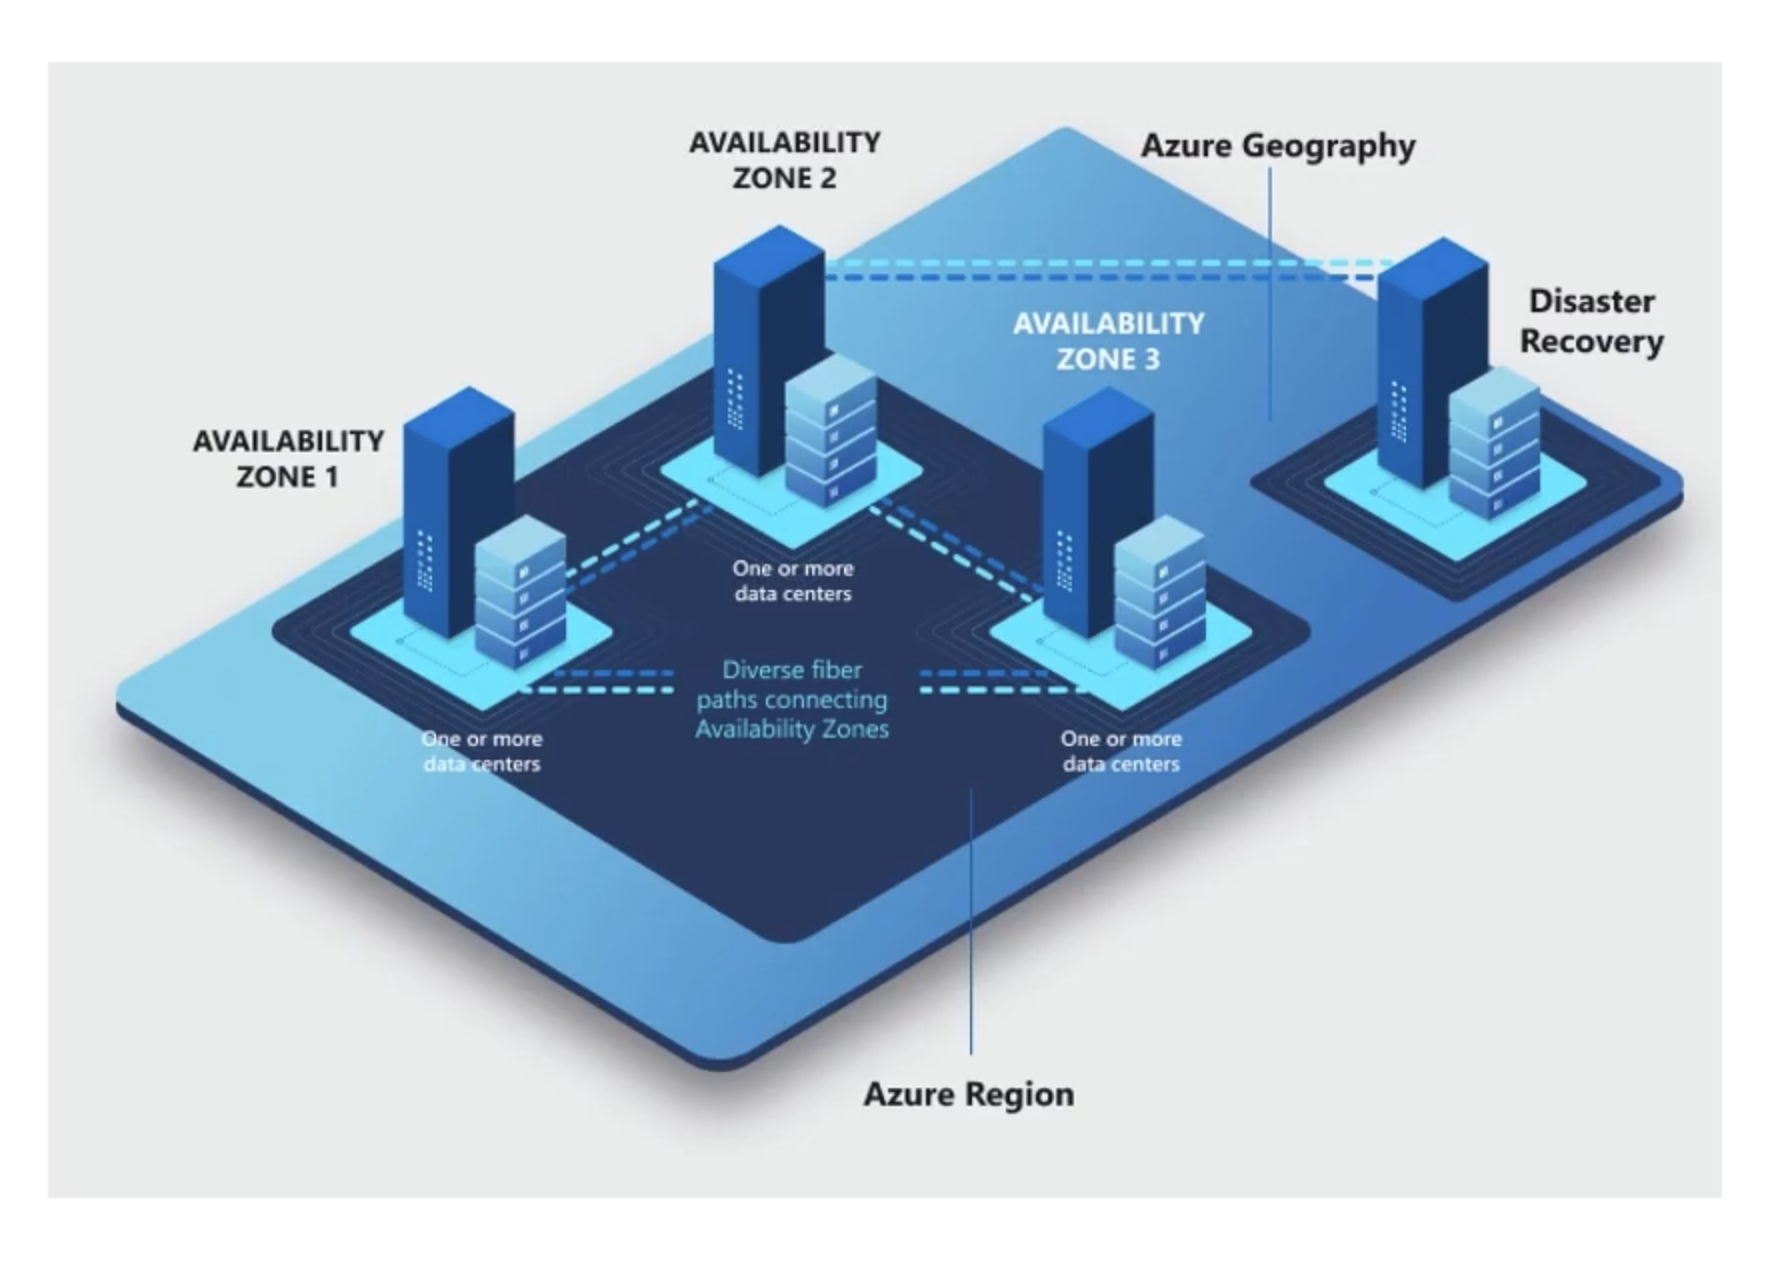 AVAILABILITY
ZONE 2
Azure Geography
Disaster
Recovery
AVAILABILITY
ZONE 3
AVAILABILITY
ZONE 1
One or more
data centers
Diverse fiber
paths connecting
Availability Zones
One or more
data centers
One or more
data centers
Azure Region